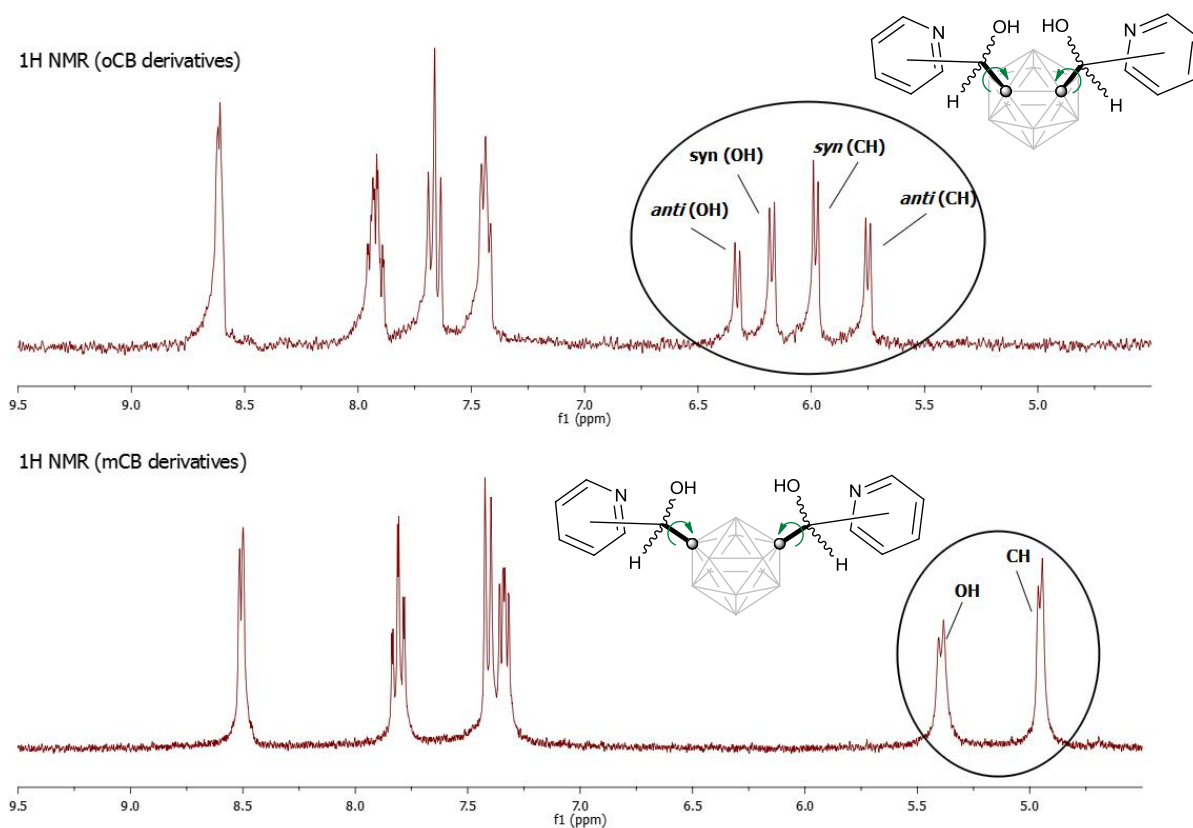 1H NMR (oCB derivatives)
N OH HO N
H H
syn (OH) syn (CH)
anti (OH) anti (CH)
9.5 9.0 8.5 8.0 7.5 7.0 6.5 6.0 5.5 5.0
f1 (ppm)
1H NMR (mCB derivatives)
N OH HO N
H H
OH CH
9.5 9.0 8.5 8.0 7.5 7.0 6.5 6.0 5.5 5.0
f1 (ppm)